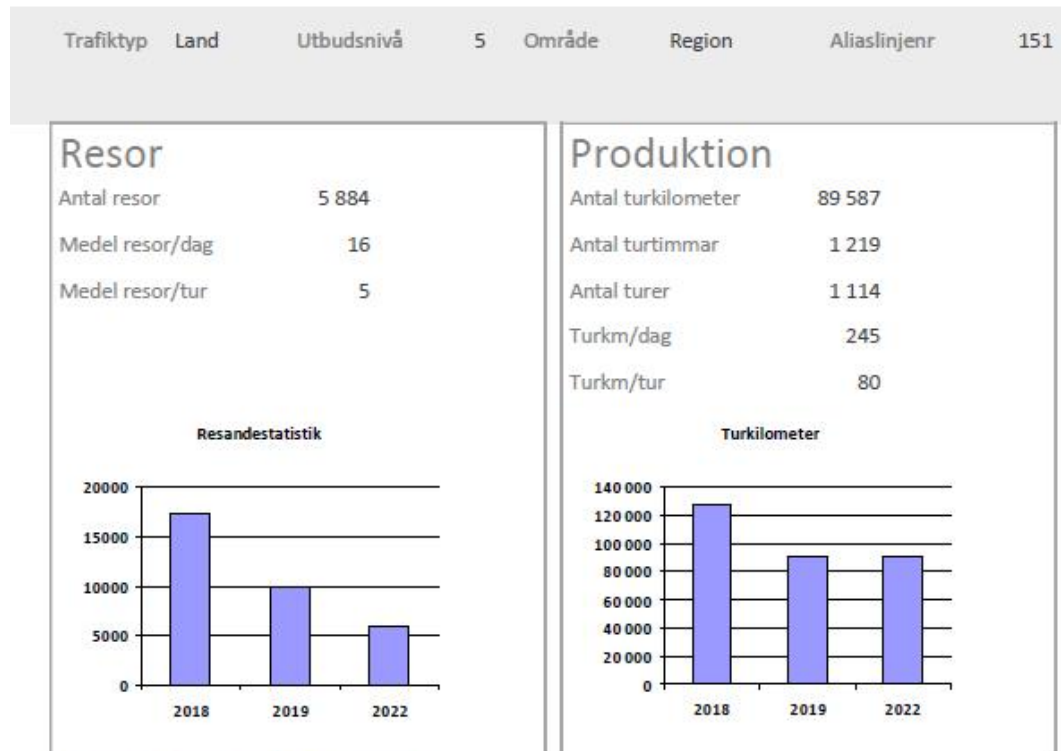 Trafiktyp Land Utbudsnivå 5 Område Region Aliaslinjenr 151
Resor
Antal resor 5 884
Medel resor/dag 16
Medel resor/tur 5
Resandestatistik
20000
15000
10000
5000
0
2018 2019 2022
Produktion
Antal turkilometer 89 587
Antal turtimmar 1 219
Antal turer 1 114
Turkm/dag 245
Turkm/tur 80
Turkilometer
140 000
120 000
100 000
80 000
60 000
40 000
20 000
0
2018 2019 2022